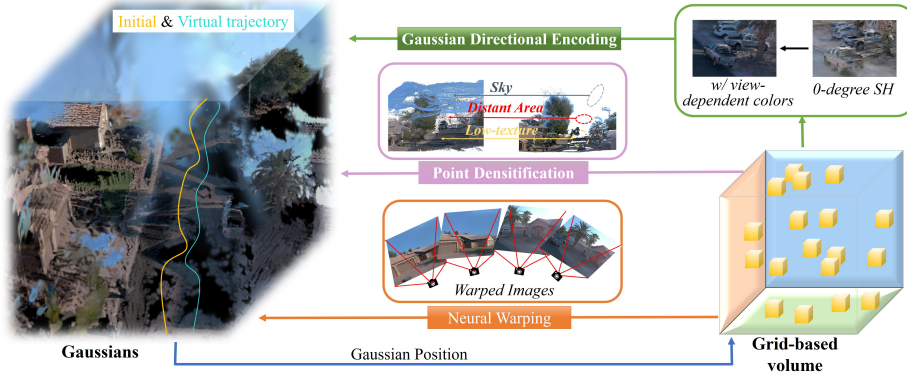 Initial & Virtual trajectory
Gaussian Directional Encoding
w/ view-
dependent colors
0-degree SH
Sky
Distant Area
Low-texture
Point Densitification
Warped Images
Neural Warping
Gaussians
Gaussian Position
Grid-based
volume